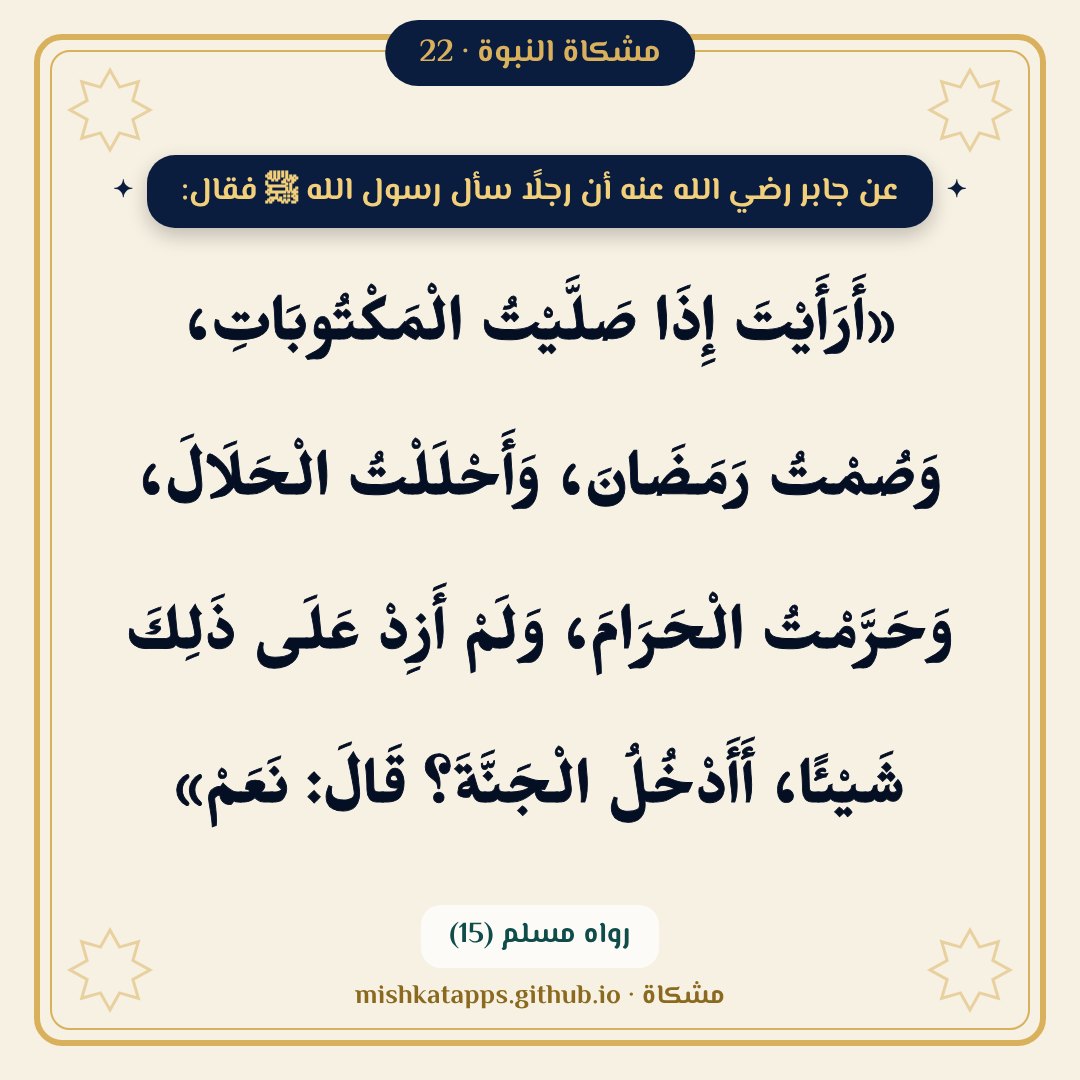 مشكاة النبوة · 22
✦ عن جابر رضي الله عنه أن رجلًا سأل رسول الله ﷺ فقال: ✦
«أَرَأَيْتَ إِذَا صَلَّيْتُ الْمَكْتُوبَاتِ،
وَصُمْتُ رَمَضَانَ، وَأَحْلَلْتُ الْحَلَالَ،
وَحَرَّمْتُ الْحَرَامَ، وَلَمْ أَزِدْ عَلَى ذَلِكَ
شَيْئًا، أَأَدْخُلُ الْجَنَّةَ؟ قَالَ: نَعَمْ»
رواه مسلم (15)
مشكاة · mishkatapps.github.io